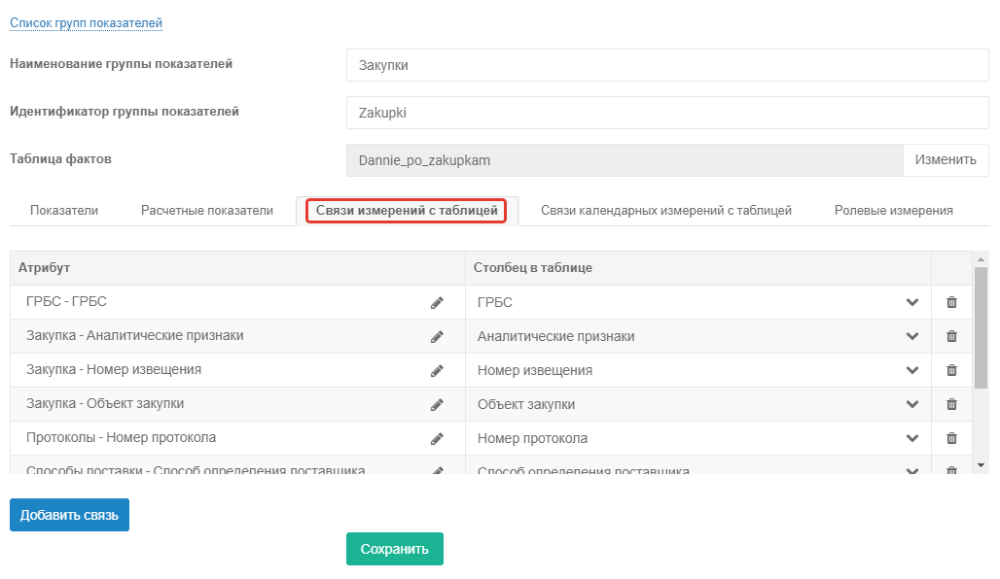 Список групп показателей
Наименование группы показателей Закупки
Идентификатор группы показателей Zakupki
Таблица фактов Dannie_po_zakupkam Изменить
Показатели Расчетные показатели Связи измерений с таблицей Связи календарных измерений с таблицей Ролевые измерения
Атрибут Столбец в таблице
ГРБС - ГРБС ГРБС
Закупка - Аналитические признаки Аналитические признаки
Закупка - Номер извещения Номер извещения
Закупка - Объект закупки Объект закупки
Протоколы - Номер протокола Номер протокола
Способы поставки - Способ определения поставщика Способ определения поставщика
Добавить связь
Сохранить